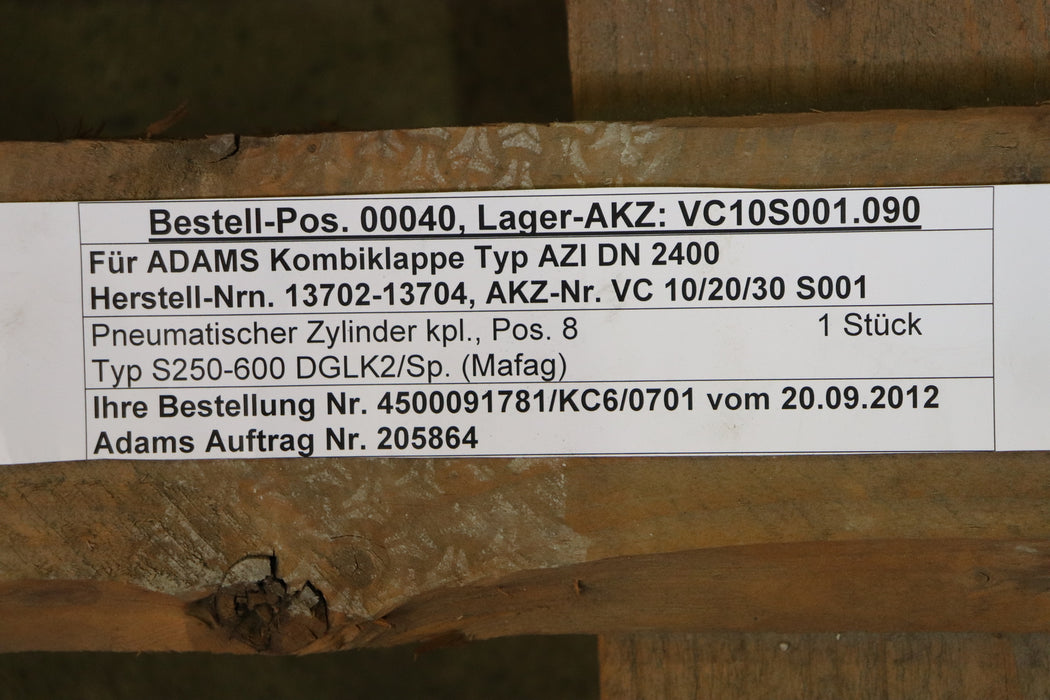 Bestell-Pos. 00040, Lager-AKZ: VC10S001.090
Für ADAMS Kombiklappe Typ AZI DN 2400
Herstell-Nrn. 13702-13704, AKZ-Nr. VC 10/20/30 S001
Pneumatischer Zylinder kpl., Pos. 8 1 Stück
Typ S250-600 DGLK2/Sp. (Mafag)
Ihre Bestellung Nr. 4500091781/KC6/0701 vom 20.09.2012
Adams Auftrag Nr. 205864